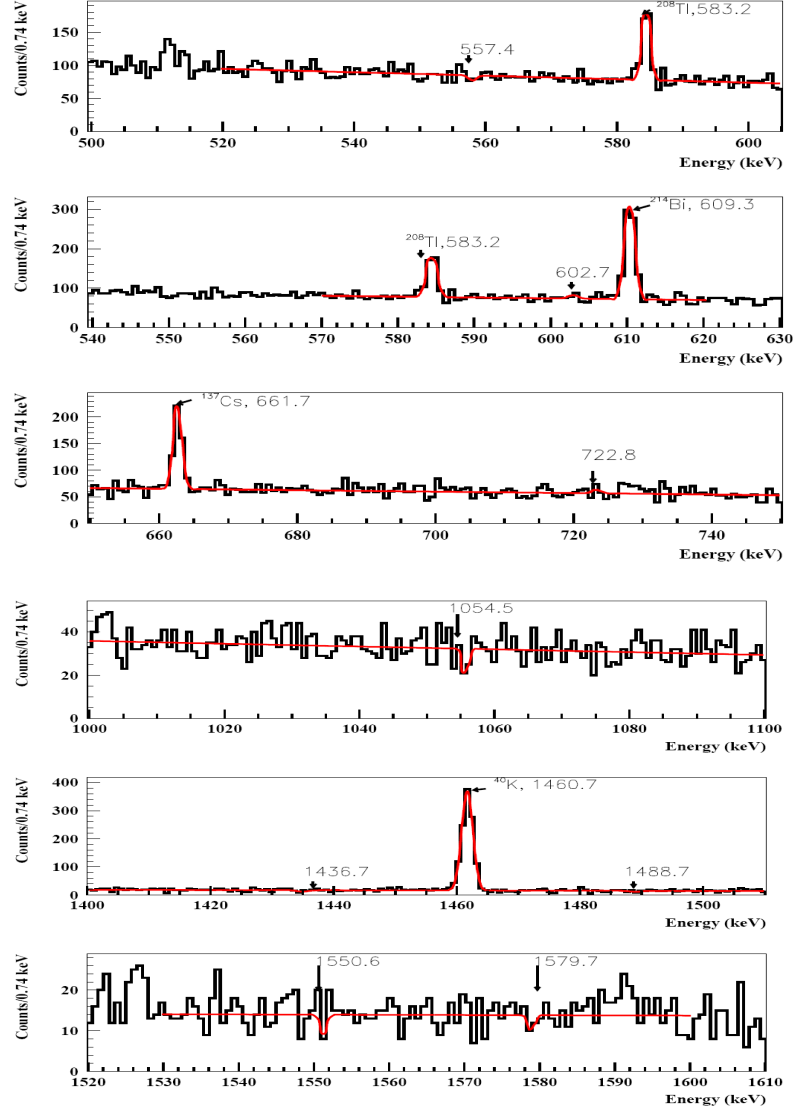 Counts/0.74 keV
150
100
50
0
557.4
²⁰⁸Tl,583.2
500 520 540 560 580 600
Energy (keV)
Counts/0.74 keV
300
200
100
0
²⁰⁸Tl,583.2
602.7
²¹⁴Bi, 609.3
540 550 560 570 580 590 600 610 620 630
Energy (keV)
Counts/0.74 keV
200
150
100
50
0
¹³⁷Cs, 661.7
722.8
660 680 700 720 740
Energy (keV)
Counts/0.74 keV
40
20
0
1054.5
1000 1020 1040 1060 1080 1100
Energy (keV)
Counts/0.74 keV
400
300
200
100
0
1436.7
⁴⁰K, 1460.7
1488.7
1400 1420 1440 1460 1480 1500
Energy (keV)
Counts/0.74 keV
20
10
0
1550.6
1579.7
1520 1530 1540 1550 1560 1570 1580 1590 1600 1610
Energy (keV)